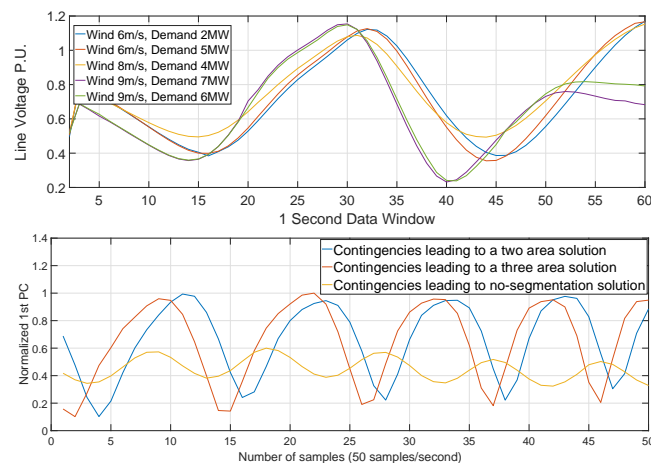 Line Voltage P.U.
1.2
1
0.8
0.6
0.4
0.2
Wind 6m/s, Demand 2MW
Wind 6m/s, Demand 5MW
Wind 8m/s, Demand 4MW
Wind 9m/s, Demand 7MW
Wind 9m/s, Demand 6MW
5 10 15 20 25 30 35 40 45 50 55 60
1 Second Data Window
Normalized 1st PC
1.4
1.2
1
0.8
0.6
0.4
0.2
0
Contingencies leading to a two area solution
Contingencies leading to a three area solution
Contingencies leading to no-segmentation solution
0 5 10 15 20 25 30 35 40 45 50
Number of samples (50 samples/second)